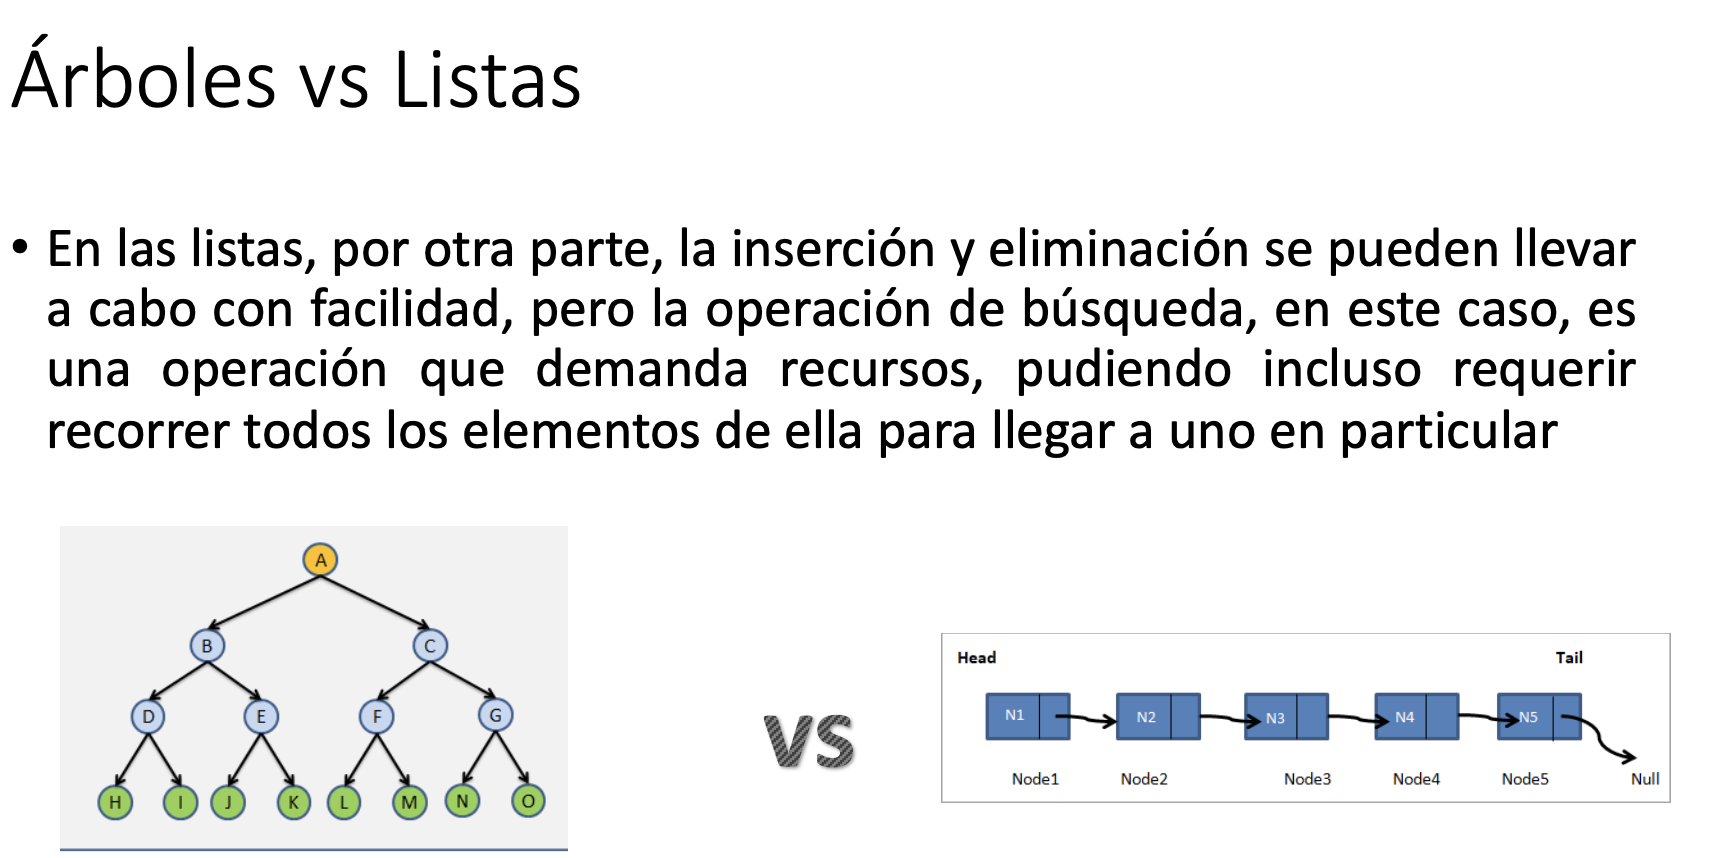 Árboles vs Listas
• En las listas, por otra parte, la inserción y eliminación se pueden llevar
a cabo con facilidad, pero la operación de búsqueda, en este caso, es
una operación que demanda recursos, pudiendo incluso requerir
recorrer todos los elementos de ella para llegar a uno en particular
A
B C
D E F G
H I J K L M N O
vs
Head Tail
N1 N2 N3 N4 N5
Node1 Node2 Node3 Node4 Node5 Null